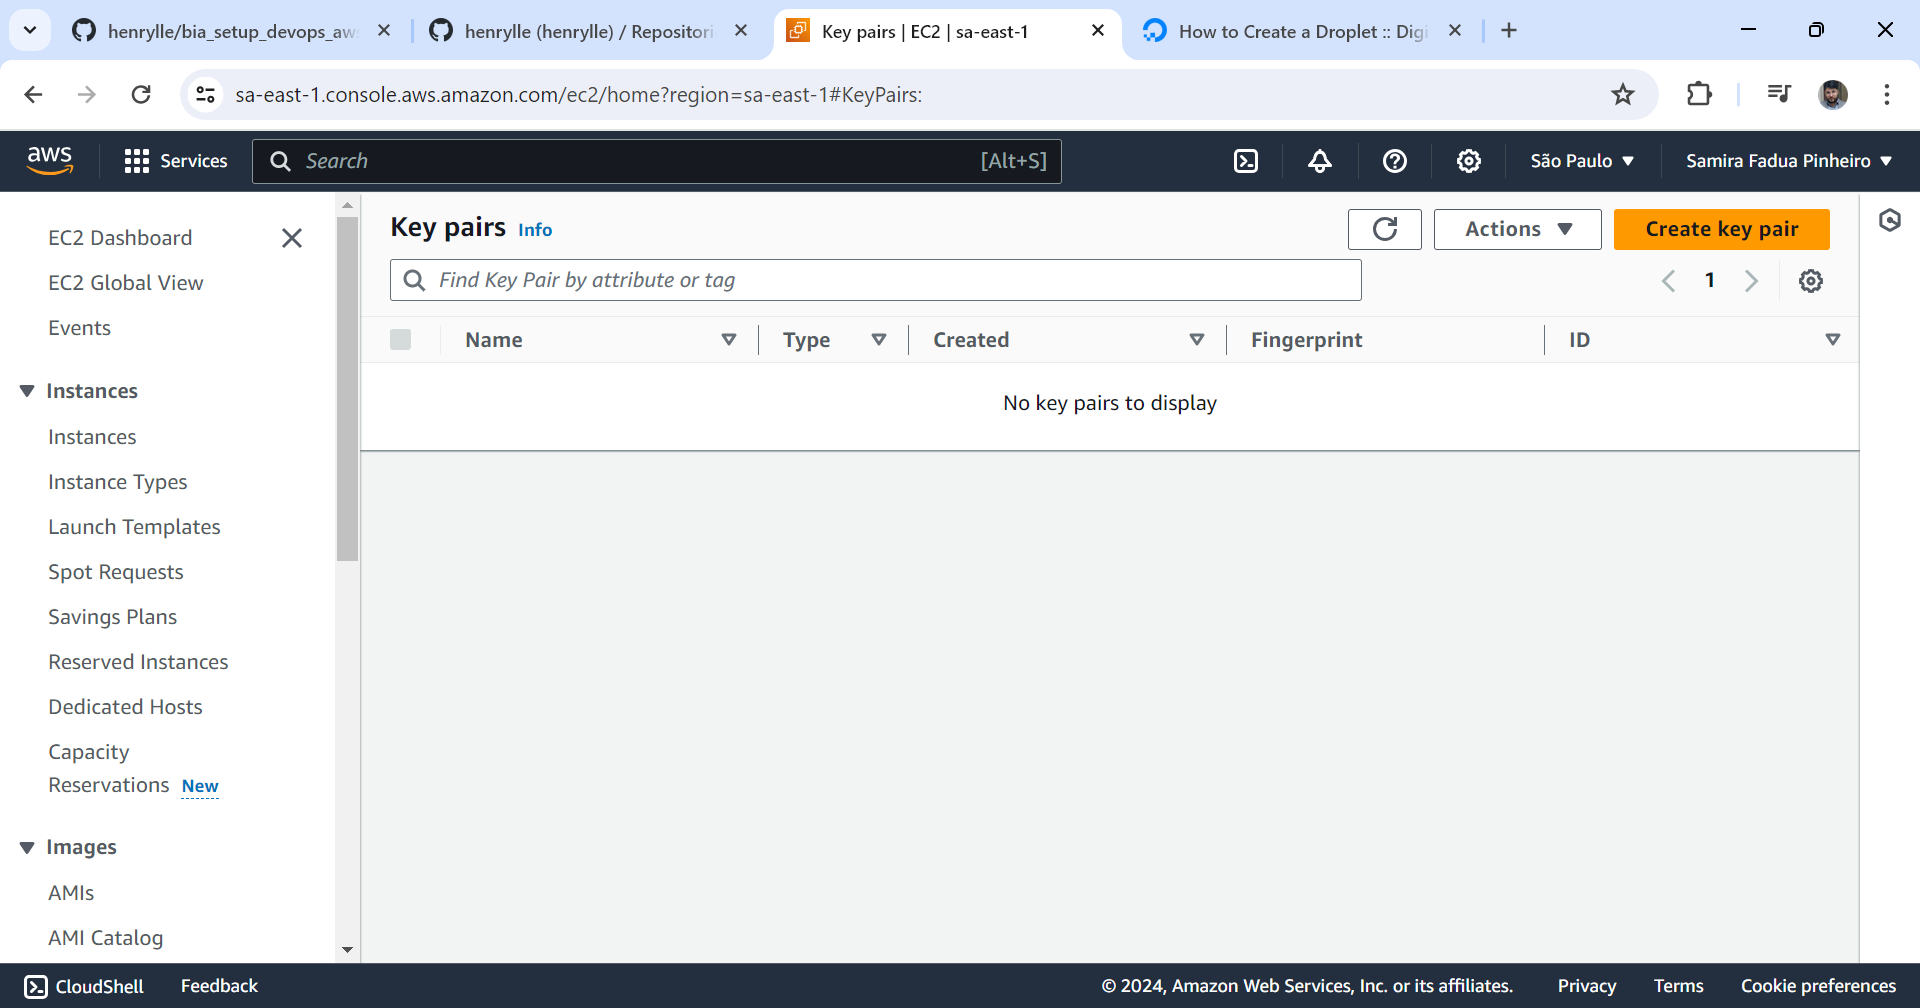 henrylle/bia_setup_devops_aws
henrylle (henrylle) / Repositori
Key pairs | EC2 | sa-east-1
How to Create a Droplet :: Digi
sa-east-1.console.aws.amazon.com/ec2/home?region=sa-east-1#KeyPairs:
aws
Services
Search
[Alt+S]
São Paulo
Samira Fadua Pinheiro
EC2 Dashboard
EC2 Global View
Events
Instances
Instances
Instance Types
Launch Templates
Spot Requests
Savings Plans
Reserved Instances
Dedicated Hosts
Capacity
Reservations New
Images
AMIs
AMI Catalog
Key pairs Info
Actions
Create key pair
Find Key Pair by attribute or tag
1
Name
Type
Created
Fingerprint
ID
No key pairs to display
CloudShell
Feedback
© 2024, Amazon Web Services, Inc. or its affiliates.
Privacy
Terms
Cookie preferences